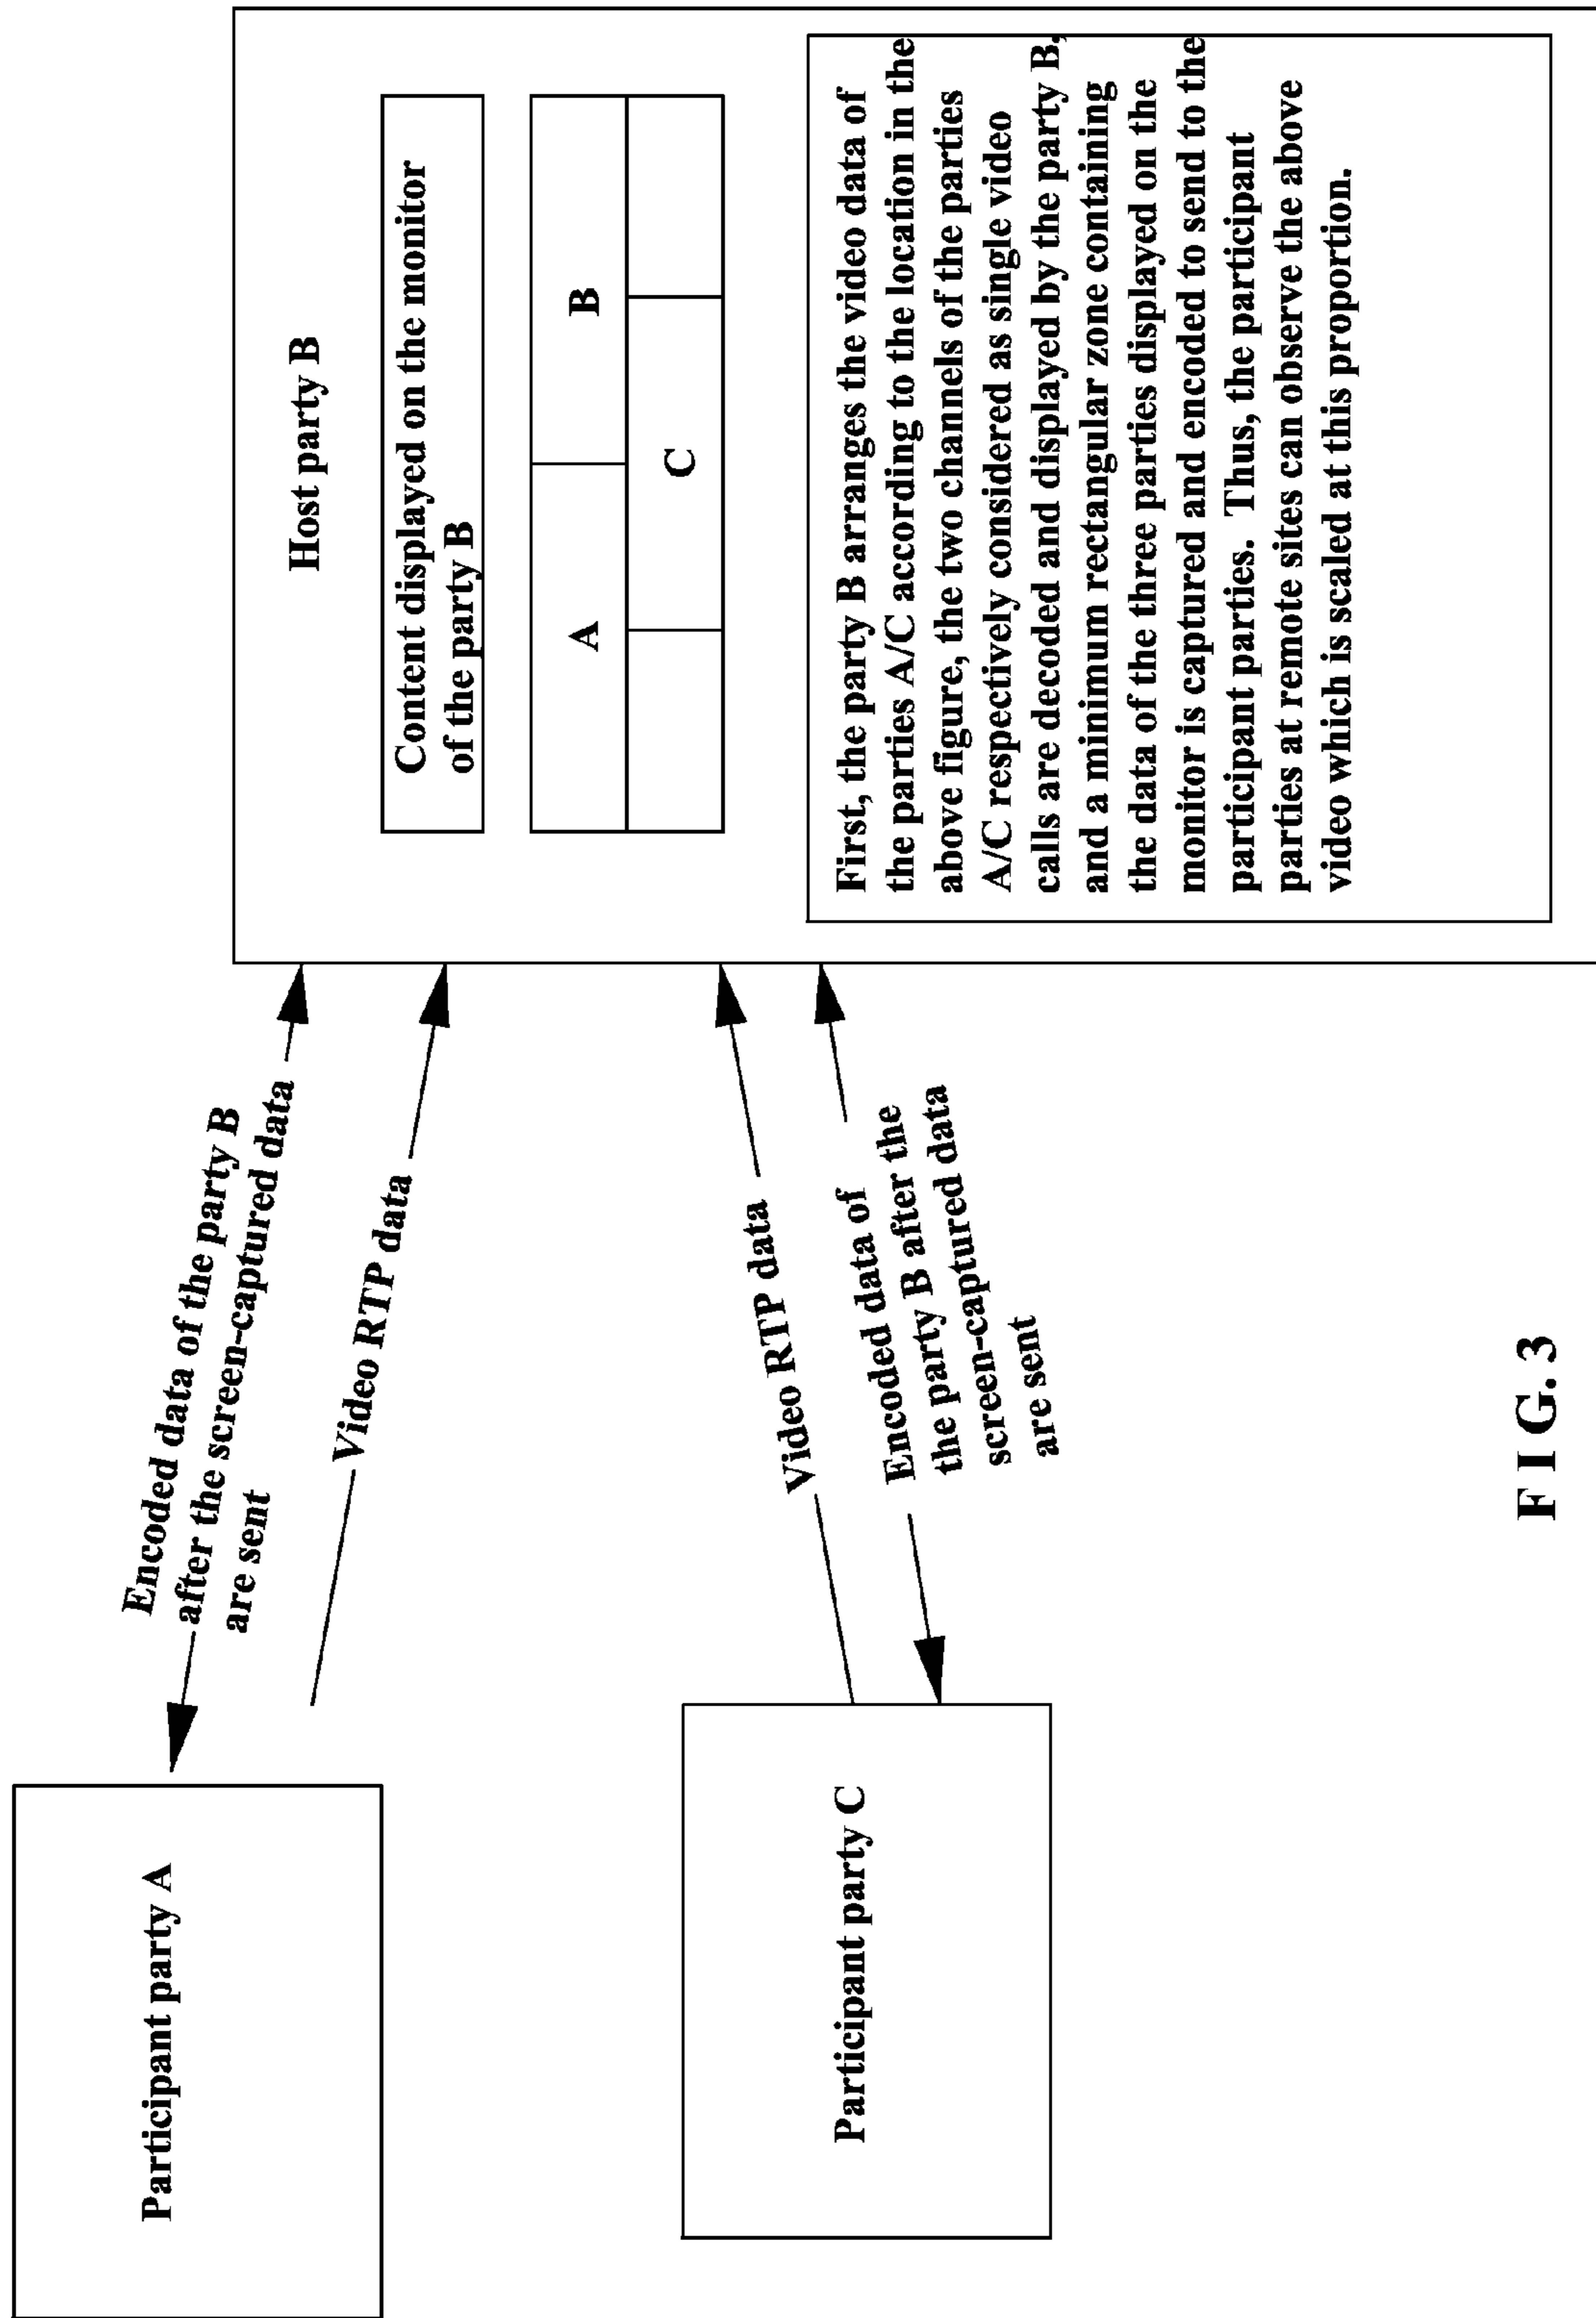 Participant party A
Encoded data of the party B
after the screen-captured data
are sent
Video RTP data
Participant party C
Video RTP data
Encoded data of
the party B after the
screen-captured data
are sent
Host party B
Content displayed on the monitor
of the party B
A
B
C
First, the party B arranges the video data of
the parties A/C according to the location in the
above figure, the two channels of the parties
A/C respectively considered as single video
calls are decoded and displayed by the party B,
and a minimum rectangular zone containing
the data of the three parties displayed on the
monitor is captured and encoded to send to the
participant parties. Thus, the participant
parties at remote sites can observe the above
video which is scaled at this proportion.
F I G. 3